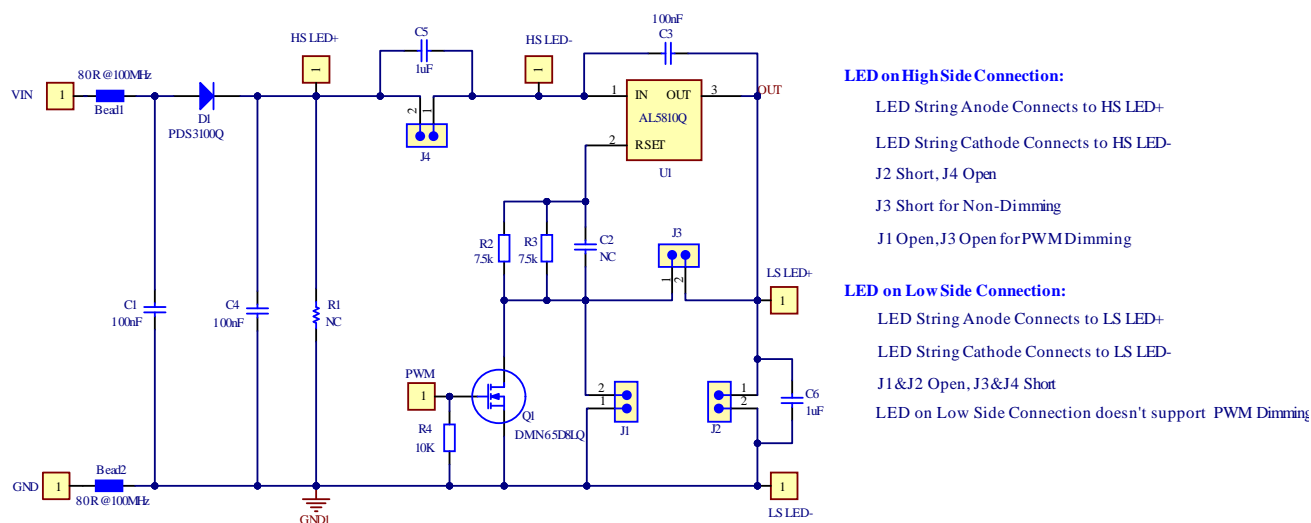 100nF
C3
C5
1uF
HS LED+
1
HS LED-
1
80R@100MHz
VIN
1
Bead1
D1
PDS3100Q
2
1
J4
1
IN
OUT
3
OUT
AL5810Q
2
RSET
U1
LED on High Side Connection:
LED String Anode Connects to HS LED+
LED String Cathode Connects to HS LED-
J2 Short, J4 Open
J3 Short for Non-Dimming
J1 Open, J3 Open for PWM Dimming
R2
7.5k
R3
7.5k
C2
NC
J3
1
2
LS LED+
1
C1
100nF
C4
100nF
R1
NC
LED on Low Side Connection:
LED String Anode Connects to LS LED+
LED String Cathode Connects to LS LED-
J1&J2 Open, J3&J4 Short
LED on Low Side Connection doesn't support PWM Dimming
PWM
1
Q1
DMN65D8LQ
R4
10K
2
1
J1
1
2
J2
C6
1uF
Bead2
GND
1
80R@100MHz
GND1
1
LS LED-